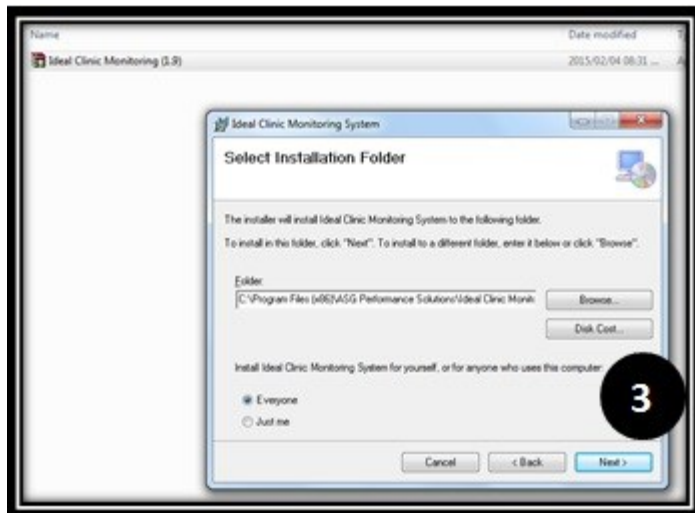 Name Date modified
Ideal Clinic Monitoring (1.9) 2015/02/04 08:31 ...
Ideal Clinic Monitoring System
Select Installation Folder
The installer will install Ideal Clinic Monitoring System to the following folder.
To install in this folder, click "Next". To install to a different folder, enter it below or click "Browse".
Folder:
C:\Program Files (x86)\ASG Performance Solutions\Ideal Clinic Monit
Browse...
Disk Cost...
Install Ideal Clinic Monitoring System for yourself, or for anyone who uses this computer:
Everyone
3
Just me
Cancel < Back Next >